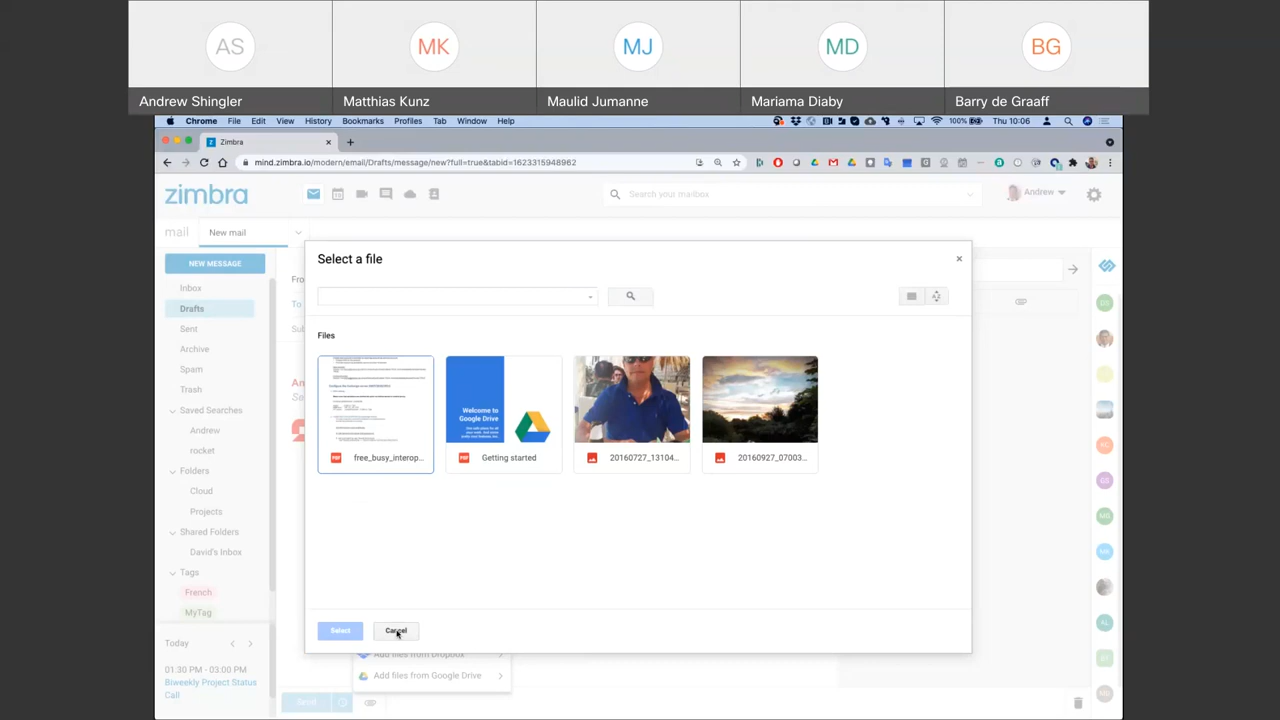 AS
MK
MJ
MD
BG
Andrew Shingler
Matthias Kunz
Maulid Jumanne
Mariama Diaby
Barry de Graaff
Chrome File Edit View History Bookmarks Profiles Tab Window Help
100%
Thu 10:06
Zimbra
mind.zimbra.io/modern/email/Drafts/message/new?full=true&tabid=1623315948962
zimbra
Search your mailbox
Andrew
mail
New mail
NEW MESSAGE
Inbox
Drafts
Sent
Archive
Spam
Trash
Saved Searches
Andrew
rocket
Folders
Cloud
Projects
Shared Folders
David's Inbox
Tags
French
MyTag
Today
01:30 PM - 03:00 PM
Biweekly Project Status
Call
To
Select a file
Files
free_busy_interop...
Welcome to
Google Drive
Getting started
20160727_13104...
20160927_07003...
Select
Cancel
Add files from Dropbox
Add files from Google Drive
Send